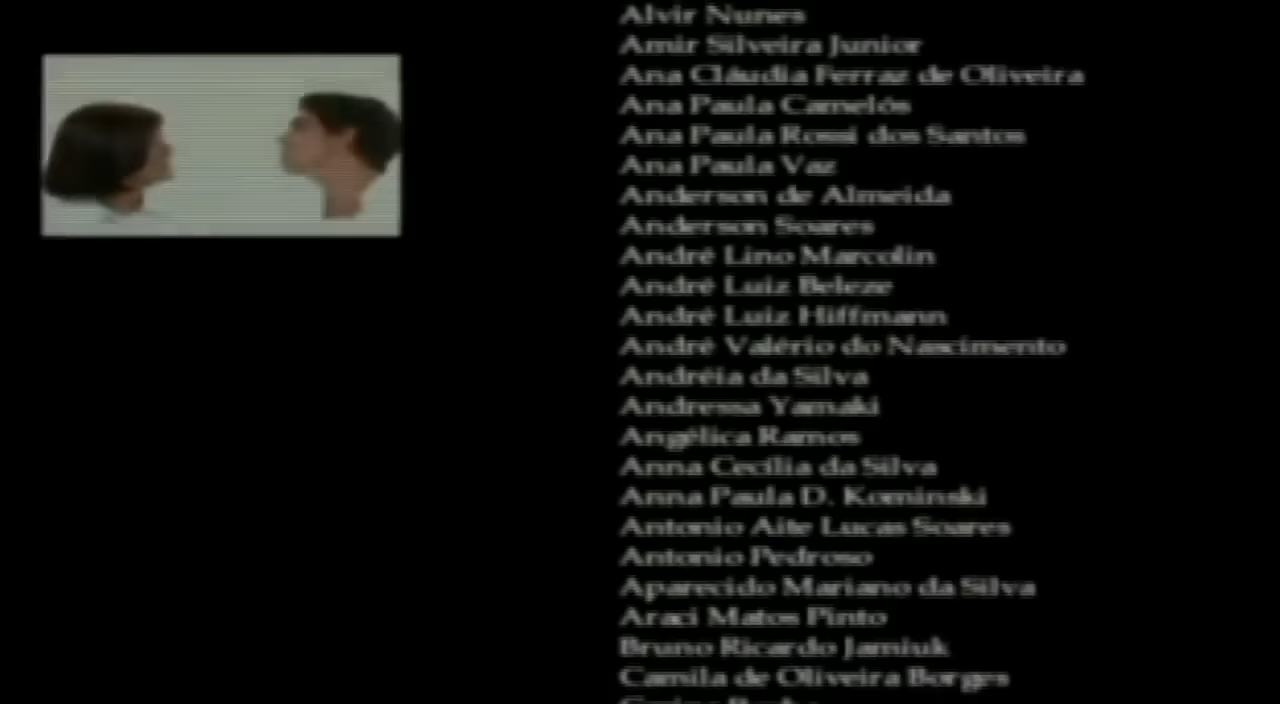 Alvir Nunes
Amir Silveira Junior
Ana Cláudia Ferraz de Oliveira
Ana Paula Camelós
Ana Paula Rossi dos Santos
Ana Paula Vaz
Anderson de Almeida
Anderson Soares
André Lino Marcolin
André Luiz Beleze
André Luiz Hiffmann
André Valério do Nascimento
Andréia da Silva
Andressa Yamaki
Angélica Ramos
Anna Cecília da Silva
Anna Paula D. Kominski
Antonio Aite Lucas Soares
Antonio Pedroso
Aparecido Mariano da Silva
Araci Matos Pinto
Bruno Ricardo Jamiuk
Camila de Oliveira Borges